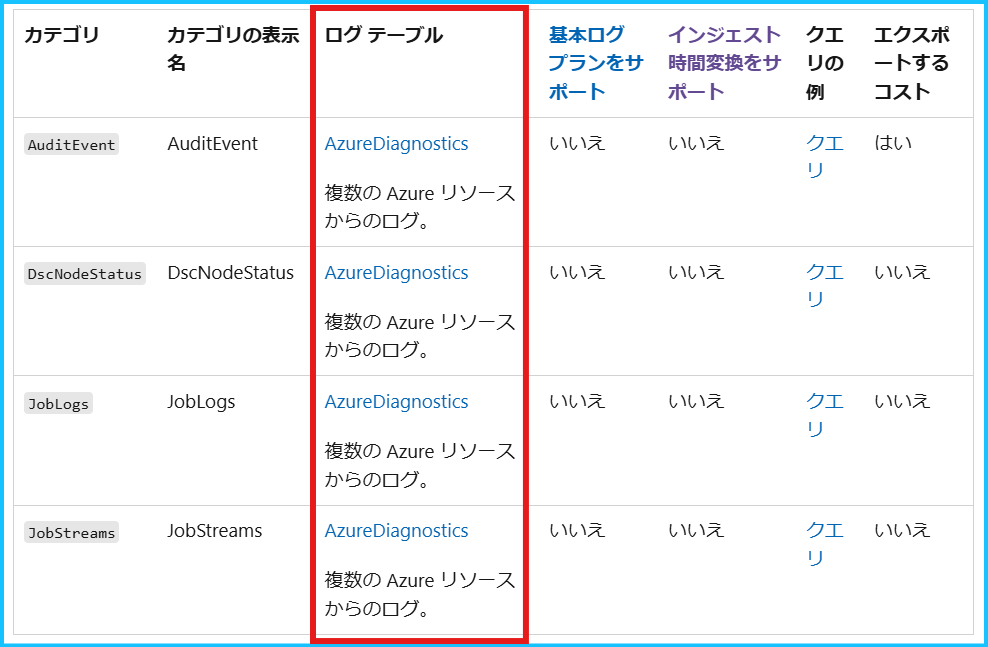 カテゴリ
カテゴリの表示
名
ログ テーブル
基本ログ
プランをサ
ポート
インジェスト
時間変換をサ
ポート
クエ
リの
例
エクスポ
ートする
コスト
AuditEvent
AuditEvent
AzureDiagnostics
複数の Azure リソース
からのログ。
いいえ
いいえ
クエ
リ
はい
DscNodeStatus
DscNodeStatus
AzureDiagnostics
複数の Azure リソース
からのログ。
いいえ
いいえ
クエ
リ
いいえ
JobLogs
JobLogs
AzureDiagnostics
複数の Azure リソース
からのログ。
いいえ
いいえ
クエ
リ
いいえ
JobStreams
JobStreams
AzureDiagnostics
複数の Azure リソース
からのログ。
いいえ
いいえ
クエ
リ
いいえ